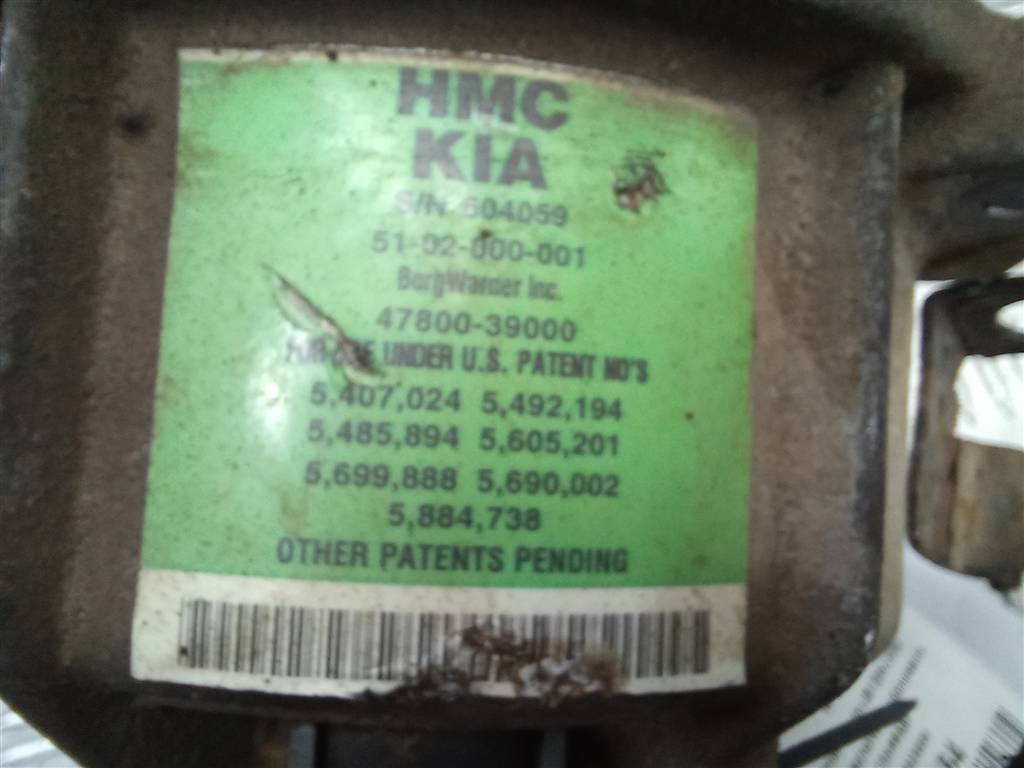 HMC
KIA
S/N 604059
51-02-000-001
BorgWarner Inc.
47800-39000
FOR USE UNDER U.S. PATENT NO'S
5,407,024 5,492,194
5,485,894 5,605,201
5,699,888 5,690,002
5,884,738
OTHER PATENTS PENDING